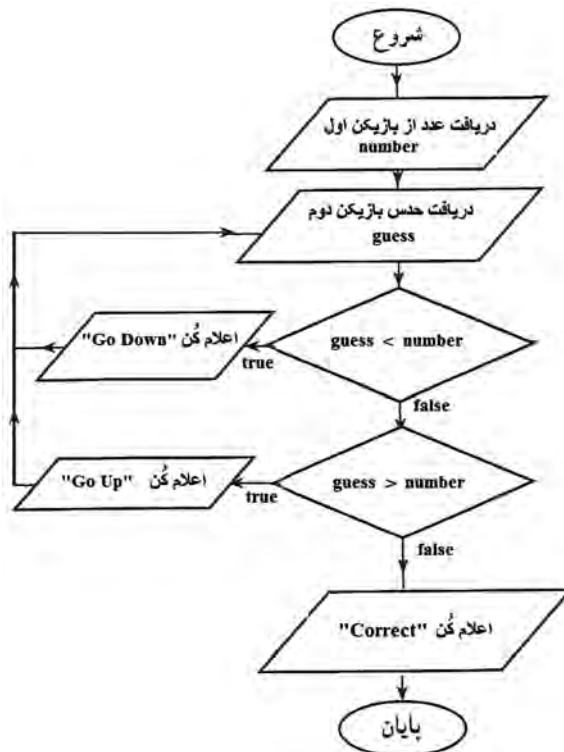 شروع
دریافت عدد از بازیکن اول
number
دریافت حدس بازیکن دوم
guess
guess < number
اعلام کُن "Go Down"
true
false
guess > number
اعلام کُن "Go Up"
true
false
اعلام کُن "Correct"
پایان